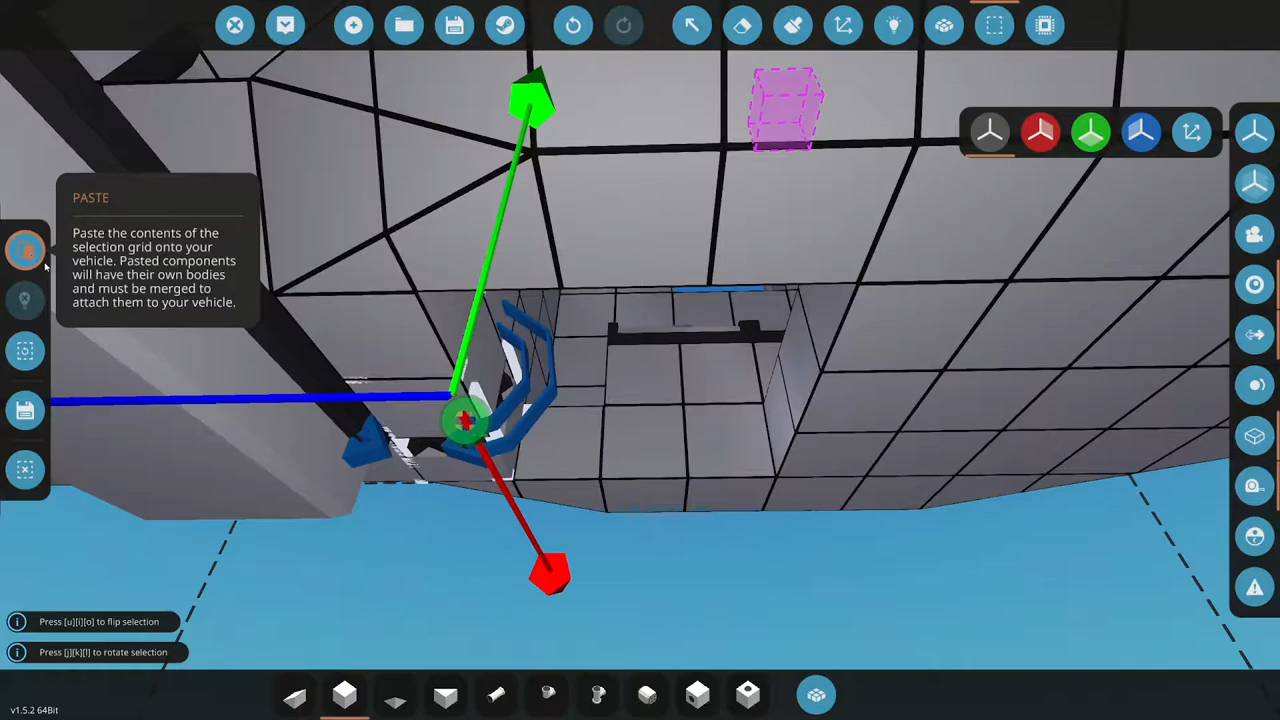 PASTE
Paste the contents of the
selection grid onto your
vehicle. Pasted components
will have their own bodies
and must be merged to
attach them to your vehicle.
Press [u][i][o] to flip selection
Press [j][k][l] to rotate selection
v1.5.2 64Bit